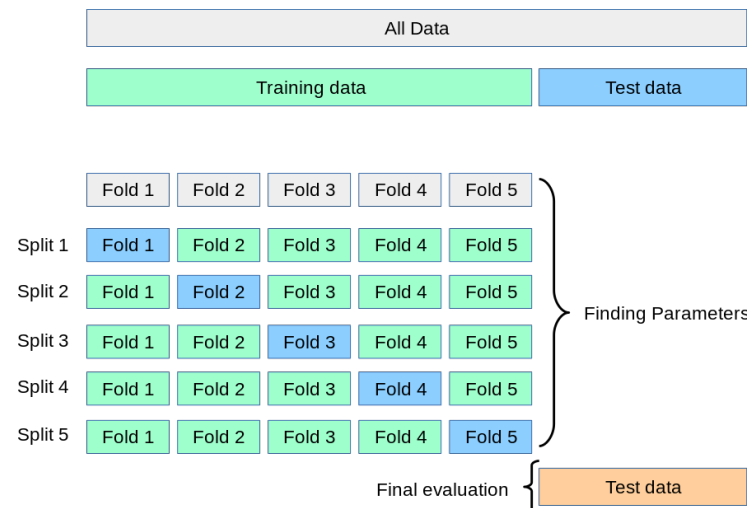 All Data
Training data Test data
Fold 1 Fold 2 Fold 3 Fold 4 Fold 5
Split 1 Fold 1 Fold 2 Fold 3 Fold 4 Fold 5
Split 2 Fold 1 Fold 2 Fold 3 Fold 4 Fold 5
Finding Parameters
Split 3 Fold 1 Fold 2 Fold 3 Fold 4 Fold 5
Split 4 Fold 1 Fold 2 Fold 3 Fold 4 Fold 5
Split 5 Fold 1 Fold 2 Fold 3 Fold 4 Fold 5
Final evaluation Test data